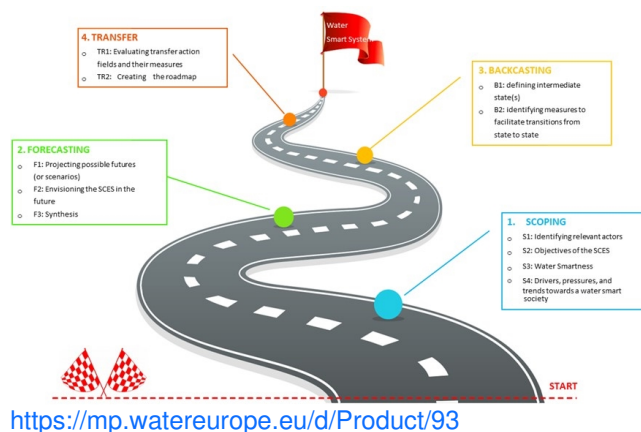 Water
Smart System
4. TRANSFER
o TR1: Evaluating transfer action
fields and their measures
o TR2: Creating the roadmap
3. BACKCASTING
o B1: defining intermediate
state(s)
o B2: identifying measures to
facilitate transitions from
state to state
2. FORECASTING
o F1: Projecting possible futures
(or scenarios)
o F2: Envisioning the SCES in the
future
o F3: Synthesis
1. SCOPING
o S1: Identifying relevant actors
o S2: Objectives of the SCES
o S3: Water Smartness
o S4: Drivers, pressures, and
trends towards a water smart
society
START
https://mp.watereurope.eu/d/Product/93